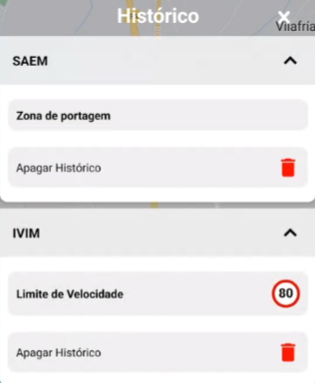 Histórico
Vilafria
SAEM
Zona de portagem
Apagar Histórico
IVIM
Limite de Velocidade
80
Apagar Histórico